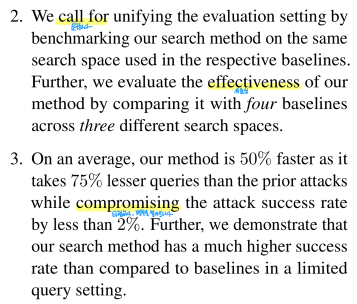 2. We call for unifying the evaluation setting by
benchmarking our search method on the same
search space used in the respective baselines.
Further, we evaluate the effectiveness of our
method by comparing it with four baselines
across three different search spaces.
3. On an average, our method is 50% faster as it
takes 75% lesser queries than the prior attacks
while compromising the attack success rate
by less than 2%. Further, we demonstrate that
our search method has a much higher success
rate than compared to baselines in a limited
query setting.